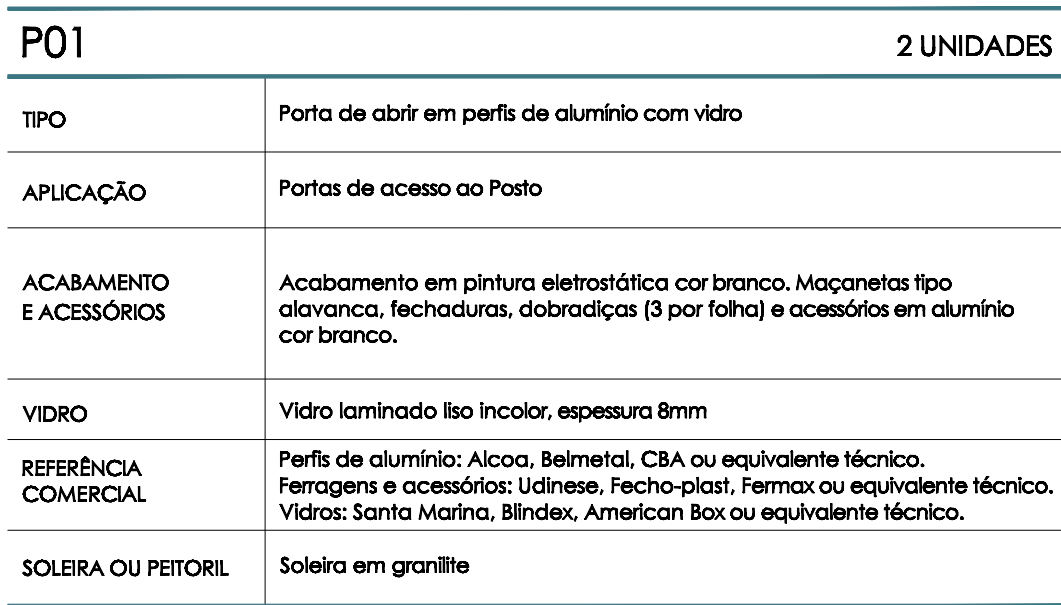 P01
2 UNIDADES
TIPO
Porta de abrir em perfis de alumínio com vidro
APLICAÇÃO
Portas de acesso ao Posto
ACABAMENTO
E ACESSÓRIOS
Acabamento em pintura eletrostática cor branco. Maçanetas tipo
alavanca, fechaduras, dobradiças (3 por folha) e acessórios em alumínio
cor branco.
VIDRO
Vidro laminado liso incolor, espessura 8mm
REFERÊNCIA
COMERCIAL
Perfis de alumínio: Alcoa, Belmetal, CBA ou equivalente técnico.
Ferragens e acessórios: Udinese, Fecho-plast, Fermax ou equivalente técnico.
Vidros: Santa Marina, Blindex, American Box ou equivalente técnico.
SOLEIRA OU PEITORIL
Soleira em granilite